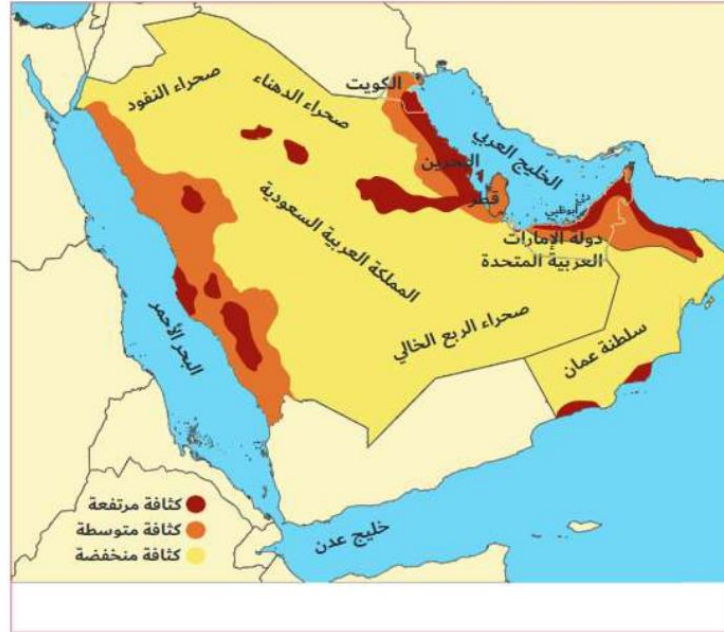 صحراء النفود
صحراء الدهناء
الكويت
الخليج العربي
البحرين
قطر
دبي
أبوظبي
دولة الإمارات
العربية المتحدة
المملكة العربية السعودية
صحراء الربع الخالي
سلطنة عمان
البحر الأحمر
خليج عدن
كثافة مرتفعة
كثافة متوسطة
كثافة منخفضة